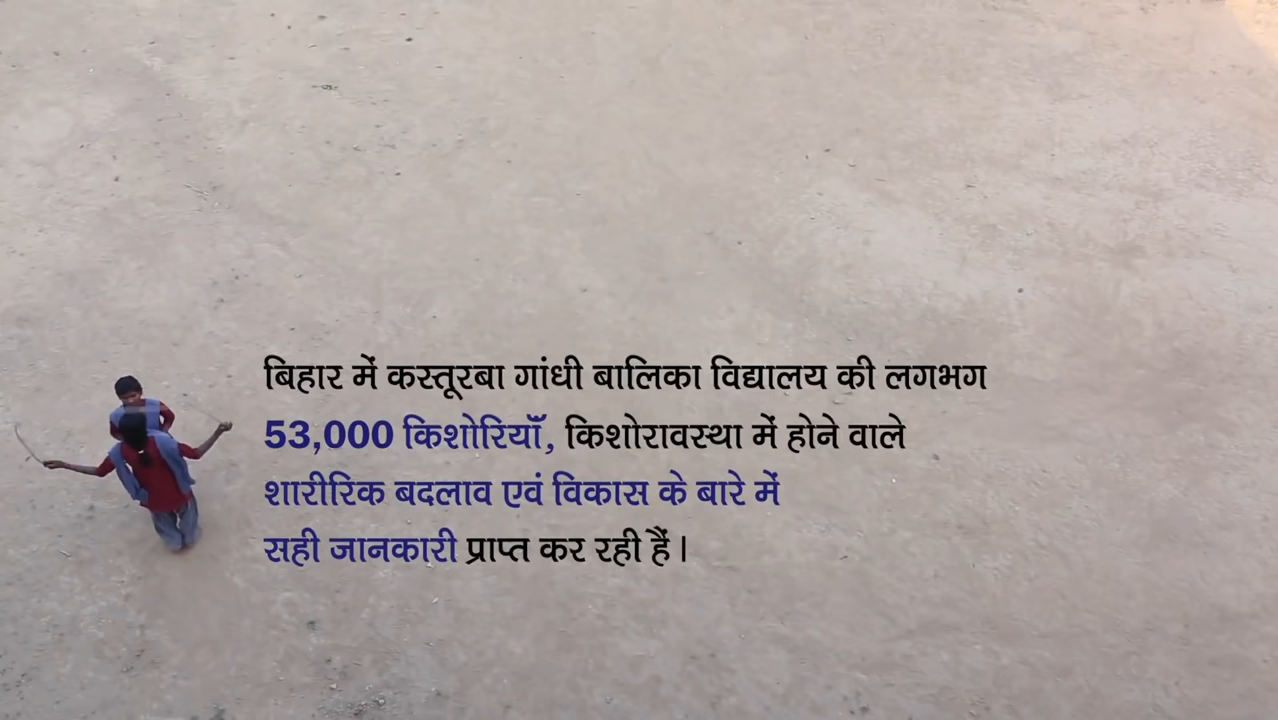 बिहार में कस्तूरबा गांधी बालिका विद्यालय की लगभग
53,000 किशोरियाँ, किशोरावस्था में होने वाले
शारीरिक बदलाव एवं विकास के बारे में
सही जानकारी प्राप्त कर रही हैं।